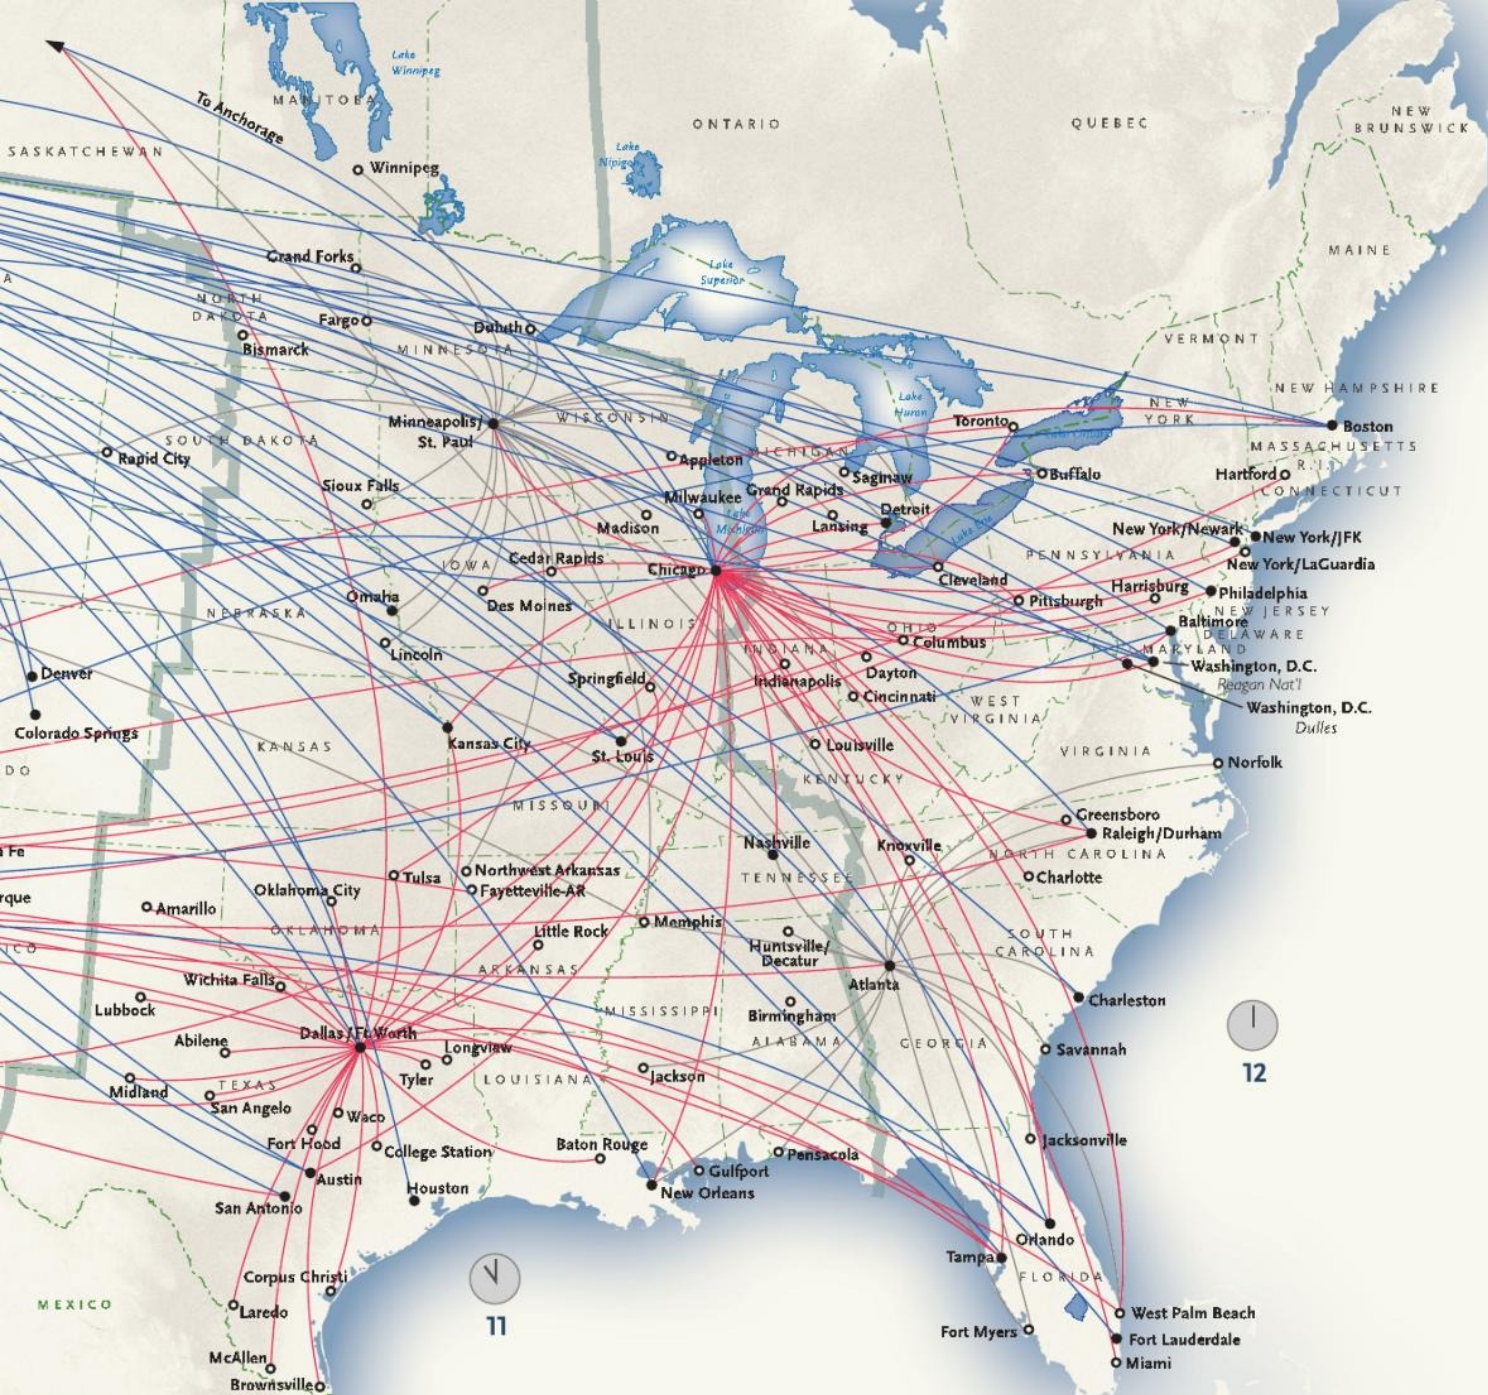 Lake
Winnipeg
MANITOBA
To Anchorage
ONTARIO
QUEBEC
NEW
BRUNSWICK
SASKATCHEWAN
Winnipeg
Lake
Nipigon
MAINE
Grand Forks
Lake
Superior
A
NORTH
DAKOTA
Fargo
Duluth
Bismarck
MINNESOTA
VERMONT
NEW HAMPSHIRE
Lake
Huron
NEW
YORK
Minneapolis/
St. Paul
WISCONSIN
Toronto
Boston
SOUTH DAKOTA
Rapid City
Appleton
MICHIGAN
MASSACHUSETTS
R.I.
Saginaw
Buffalo
Hartford
CONNECTICUT
Sioux Falls
Milwaukee
Grand Rapids
Madison
Lake
Michigan
Lansing
Detroit
Lake Erie
New York/Newark
New York/JFK
New York/LaGuardia
PENNSYLVANIA
IOWA
Cedar Rapids
Chicago
Cleveland
Des Moines
Omaha
Pittsburgh
Harrisburg
Philadelphia
NEW JERSEY
NEBRASKA
ILLINOIS
OHIO
Columbus
Baltimore
DELAWARE
MARYLAND
Lincoln
INDIANA
Indianapolis
Dayton
Washington, D.C.
Reagan Nat'l
Denver
Springfield
Cincinnati
WEST
VIRGINIA
Washington, D.C.
Dulles
Colorado Springs
Kansas City
KANSAS
St. Louis
Louisville
VIRGINIA
Norfolk
DO
KENTUCKY
MISSOURI
Greensboro
Raleigh/Durham
Fe
Nashville
Knoxville
NORTH CAROLINA
Tulsa
Northwest Arkansas
Fayetteville-AR
TENNESSEE
Charlotte
rque
Oklahoma City
Amarillo
OKLAHOMA
Memphis
Little Rock
Huntsville/
Decatur
SOUTH
CAROLINA
ICO
ARKANSAS
Wichita Falls
Atlanta
Lubbock
MISSISSIPPI
Birmingham
Charleston
Abilene
Dallas/Ft.Worth
Longview
ALABAMA
GEORGIA
Savannah
12
Midland
TEXAS
Tyler
LOUISIANA
Jackson
San Angelo
Waco
Fort Hood
College Station
Baton Rouge
Pensacola
Jacksonville
Gulfport
Austin
Houston
New Orleans
San Antonio
Orlando
Tampa
Corpus Christi
FLORIDA
MEXICO
Laredo
11
West Palm Beach
Fort Myers
Fort Lauderdale
McAllen
Miami
Brownsville